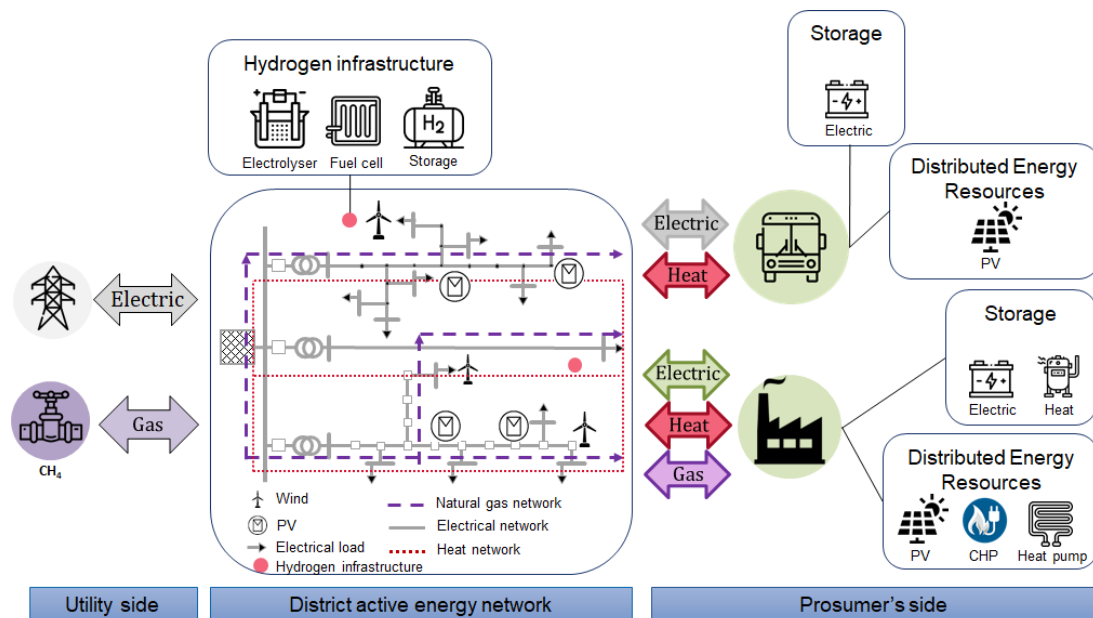 Hydrogen infrastructure
- +
H2
Electrolyser
Fuel cell
Storage
Storage
- +
Electric
Distributed Energy
Resources
PV
Electric
Gas
CH4
Electric
Heat
Electric
Heat
Gas
Storage
- +
Electric
Heat
Distributed Energy
Resources
PV
CHP
Heat pump
Wind
PV
Electrical load
Hydrogen infrastructure
Natural gas network
Electrical network
Heat network
Utility side
District active energy network
Prosumer's side